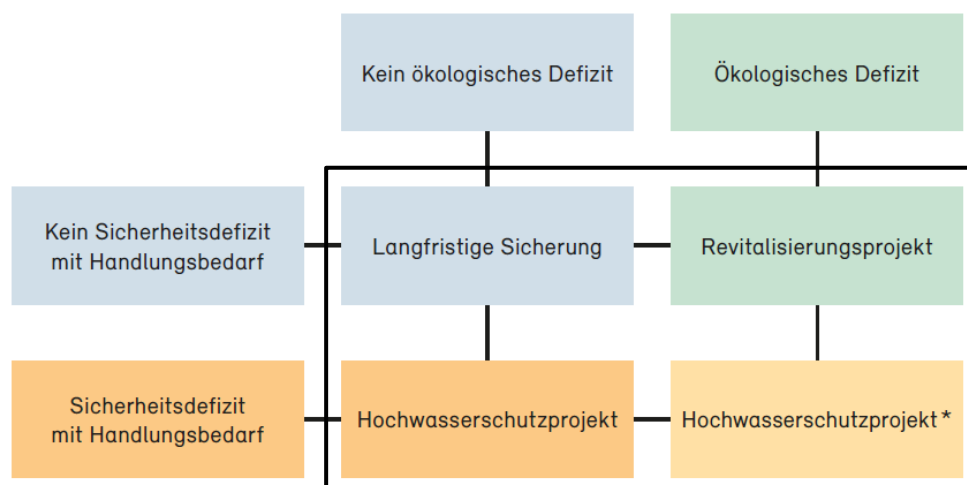 Kein ökologisches Defizit
Ökologisches Defizit
Kein Sicherheitsdefizit
mit Handlungsbedarf
Langfristige Sicherung
Revitalisierungsprojekt
Sicherheitsdefizit
mit Handlungsbedarf
Hochwasserschutzprojekt
Hochwasserschutzprojekt*